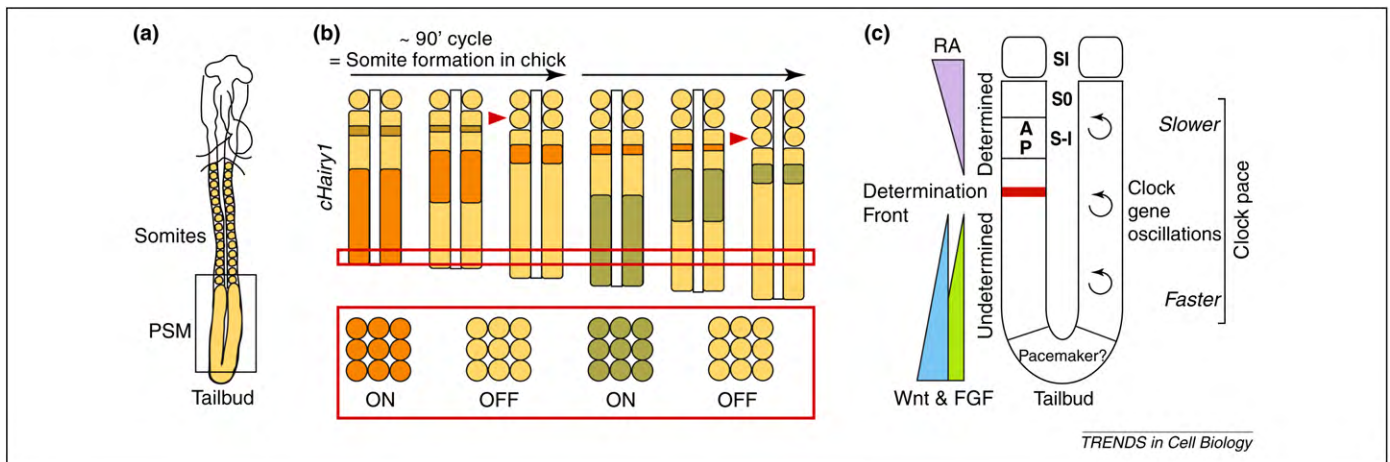 (a)
Somites
PSM
Tailbud
(b)
~ 90’ cycle
= Somite formation in chick
cHairy1
ON
OFF
ON
OFF
(c)
RA
Determined
Determination
Front
Undetermined
Wnt & FGF
SI
S0
A
P
S-I
Clock
gene
oscillations
Pacemaker?
Tailbud
Slower
Faster
Clock pace
TRENDS in Cell Biology